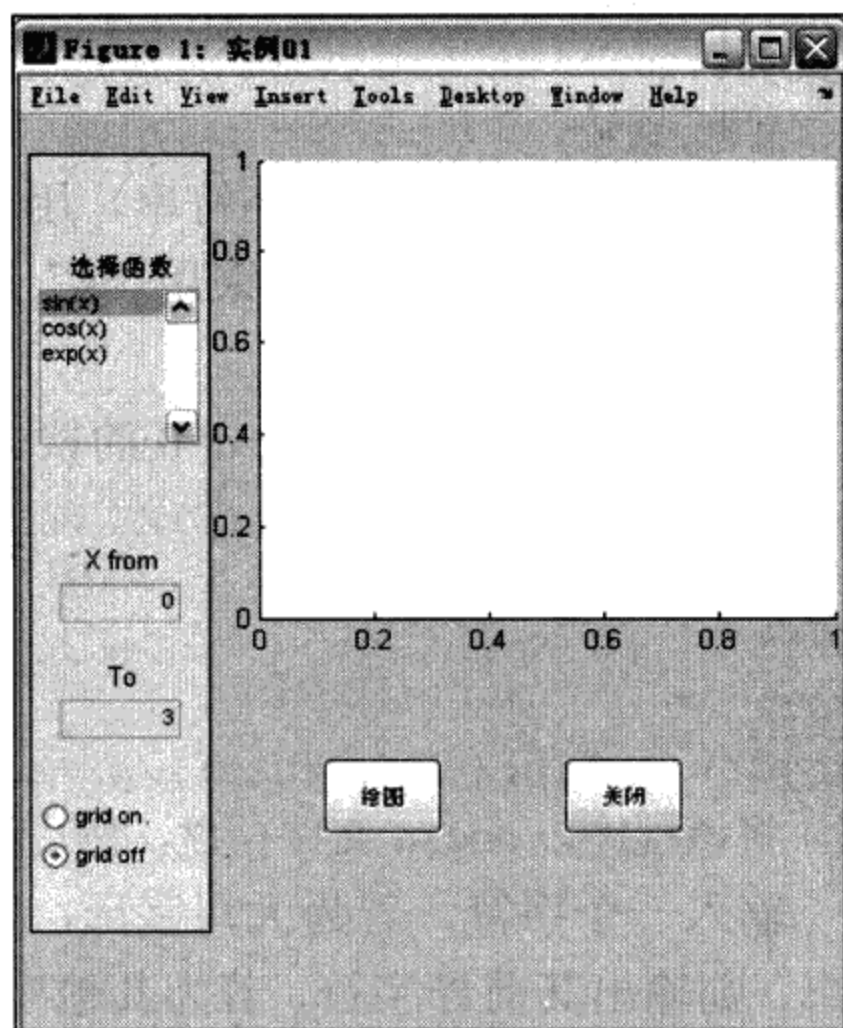 Figure 1: 实例01
File Edit View Insert Tools Desktop Window Help
选择函数
sin(x)
cos(x)
exp(x)
X from
0
To
3
grid on
grid off
1
0.8
0.6
0.4
0.2
0
0 0.2 0.4 0.6 0.8 1
绘图 关闭